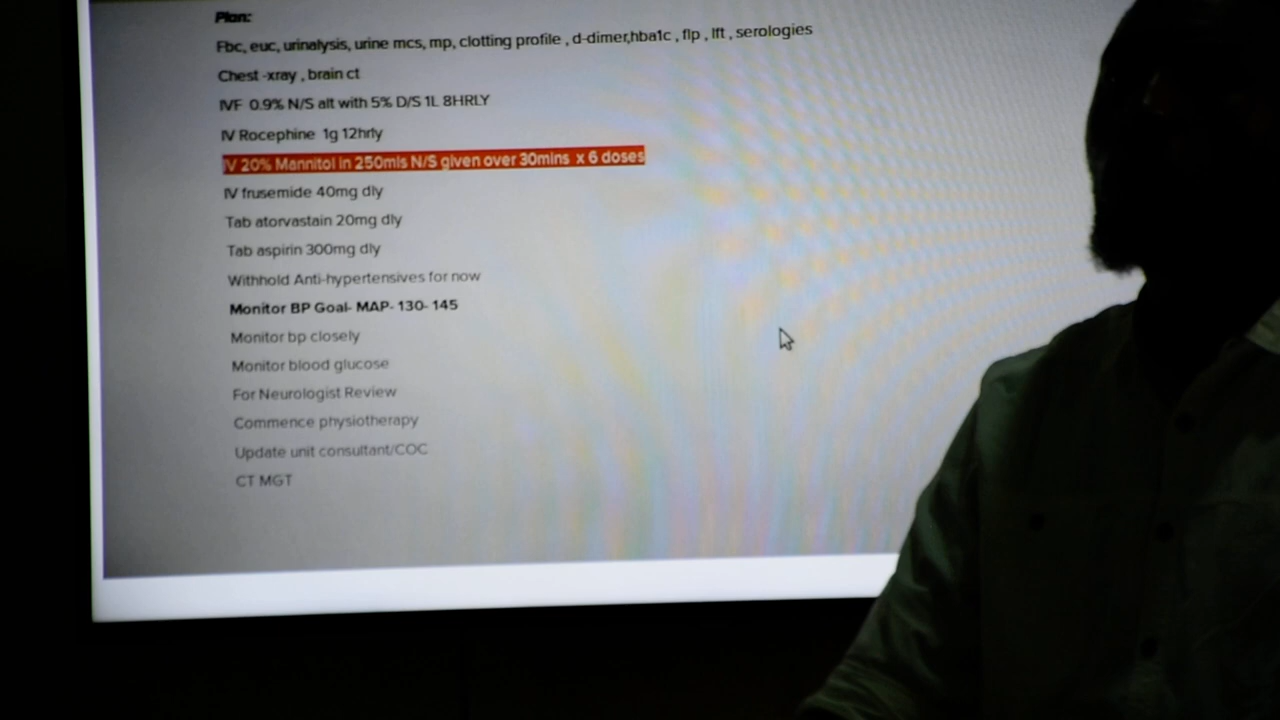 Plan:
Fbc, euc, urinalysis, urine mcs, mp, clotting profile , d-dimer,hba1c , flp , lft , serologies
Chest -xray , brain ct
IVF 0.9% N/S alt with 5% D/S 1L 8HRLY
IV Rocephine 1g 12hrly
IV 20% Mannitol in 250mls N/S given over 30mins x 6 doses
IV frusemide 40mg dly
Tab atorvastain 20mg dly
Tab aspirin 300mg dly
Withhold Anti-hypertensives for now
Monitor BP Goal- MAP- 130- 145
Monitor bp closely
Monitor blood glucose
For Neurologist Review
Commence physiotherapy
Update unit consultant/COC
CT MGT